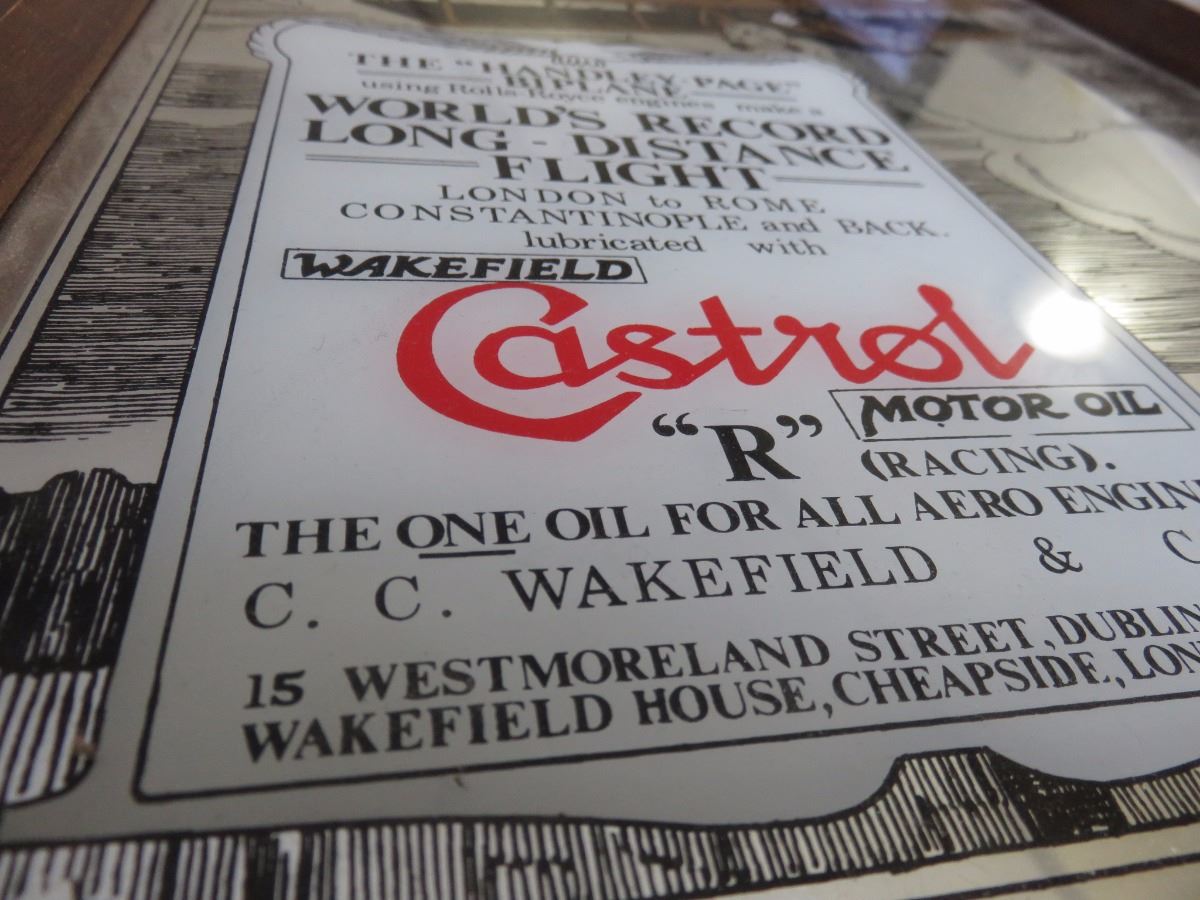 THE "HANDLEY-PAGE"
BIPLANE
using Rolls-Royce engines make a
WORLD'S RECORD
LONG-DISTANCE
FLIGHT
LONDON to ROME
CONSTANTINOPLE and BACK.
lubricated with
WAKEFIELD
Castrol
"R" MOTOR OIL
(RACING).
THE ONE OIL FOR ALL AERO
C. C. WAKEFIELD &
15 WESTMORELAND STREET, DUBLIN
WAKEFIELD HOUSE, CHEAPSIDE,